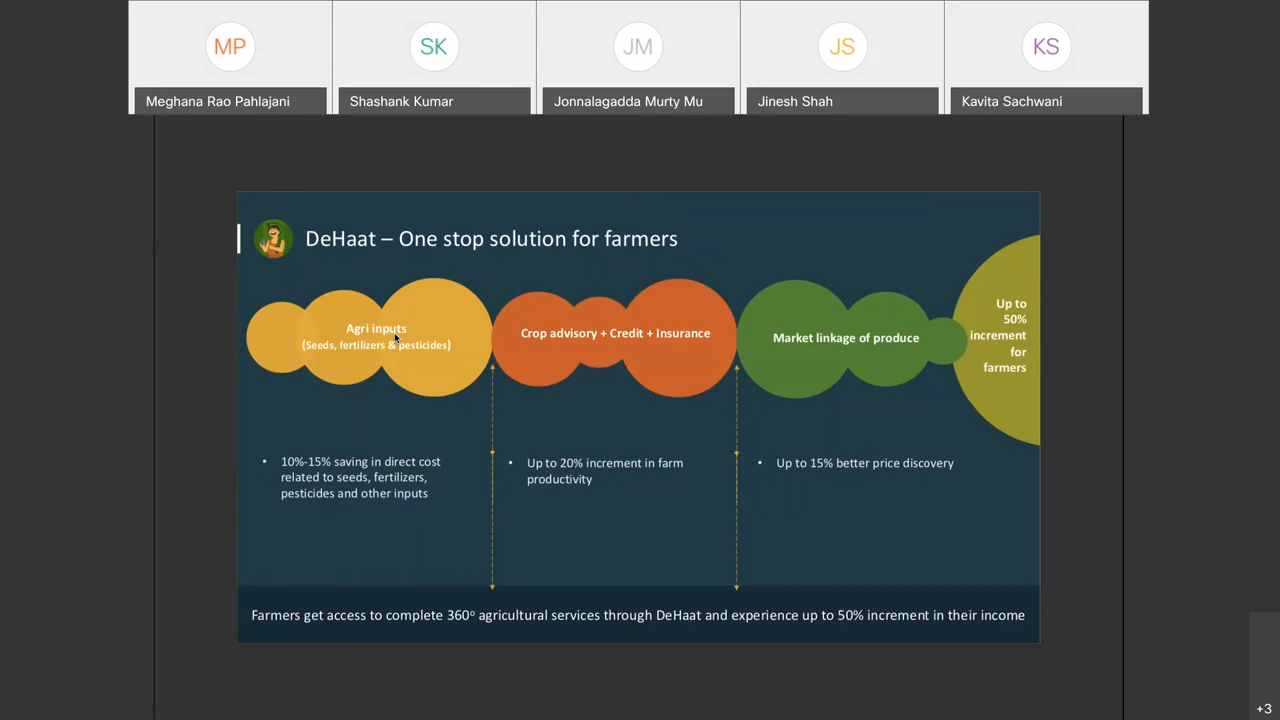 MP
SK
JM
JS
KS
Meghana Rao Pahlajani
Shashank Kumar
Jonnalagadda Murty Mu
Jinesh Shah
Kavita Sachwani
DeHaat – One stop solution for farmers
Agri inputs
(Seeds, fertilizers & pesticides)
Crop advisory + Credit + Insurance
Market linkage of produce
Up to
50%
increment
for
farmers
• 10%-15% saving in direct cost
related to seeds, fertilizers,
pesticides and other inputs
• Up to 20% increment in farm
productivity
• Up to 15% better price discovery
Farmers get access to complete 360° agricultural services through DeHaat and experience up to 50% increment in their income
+3